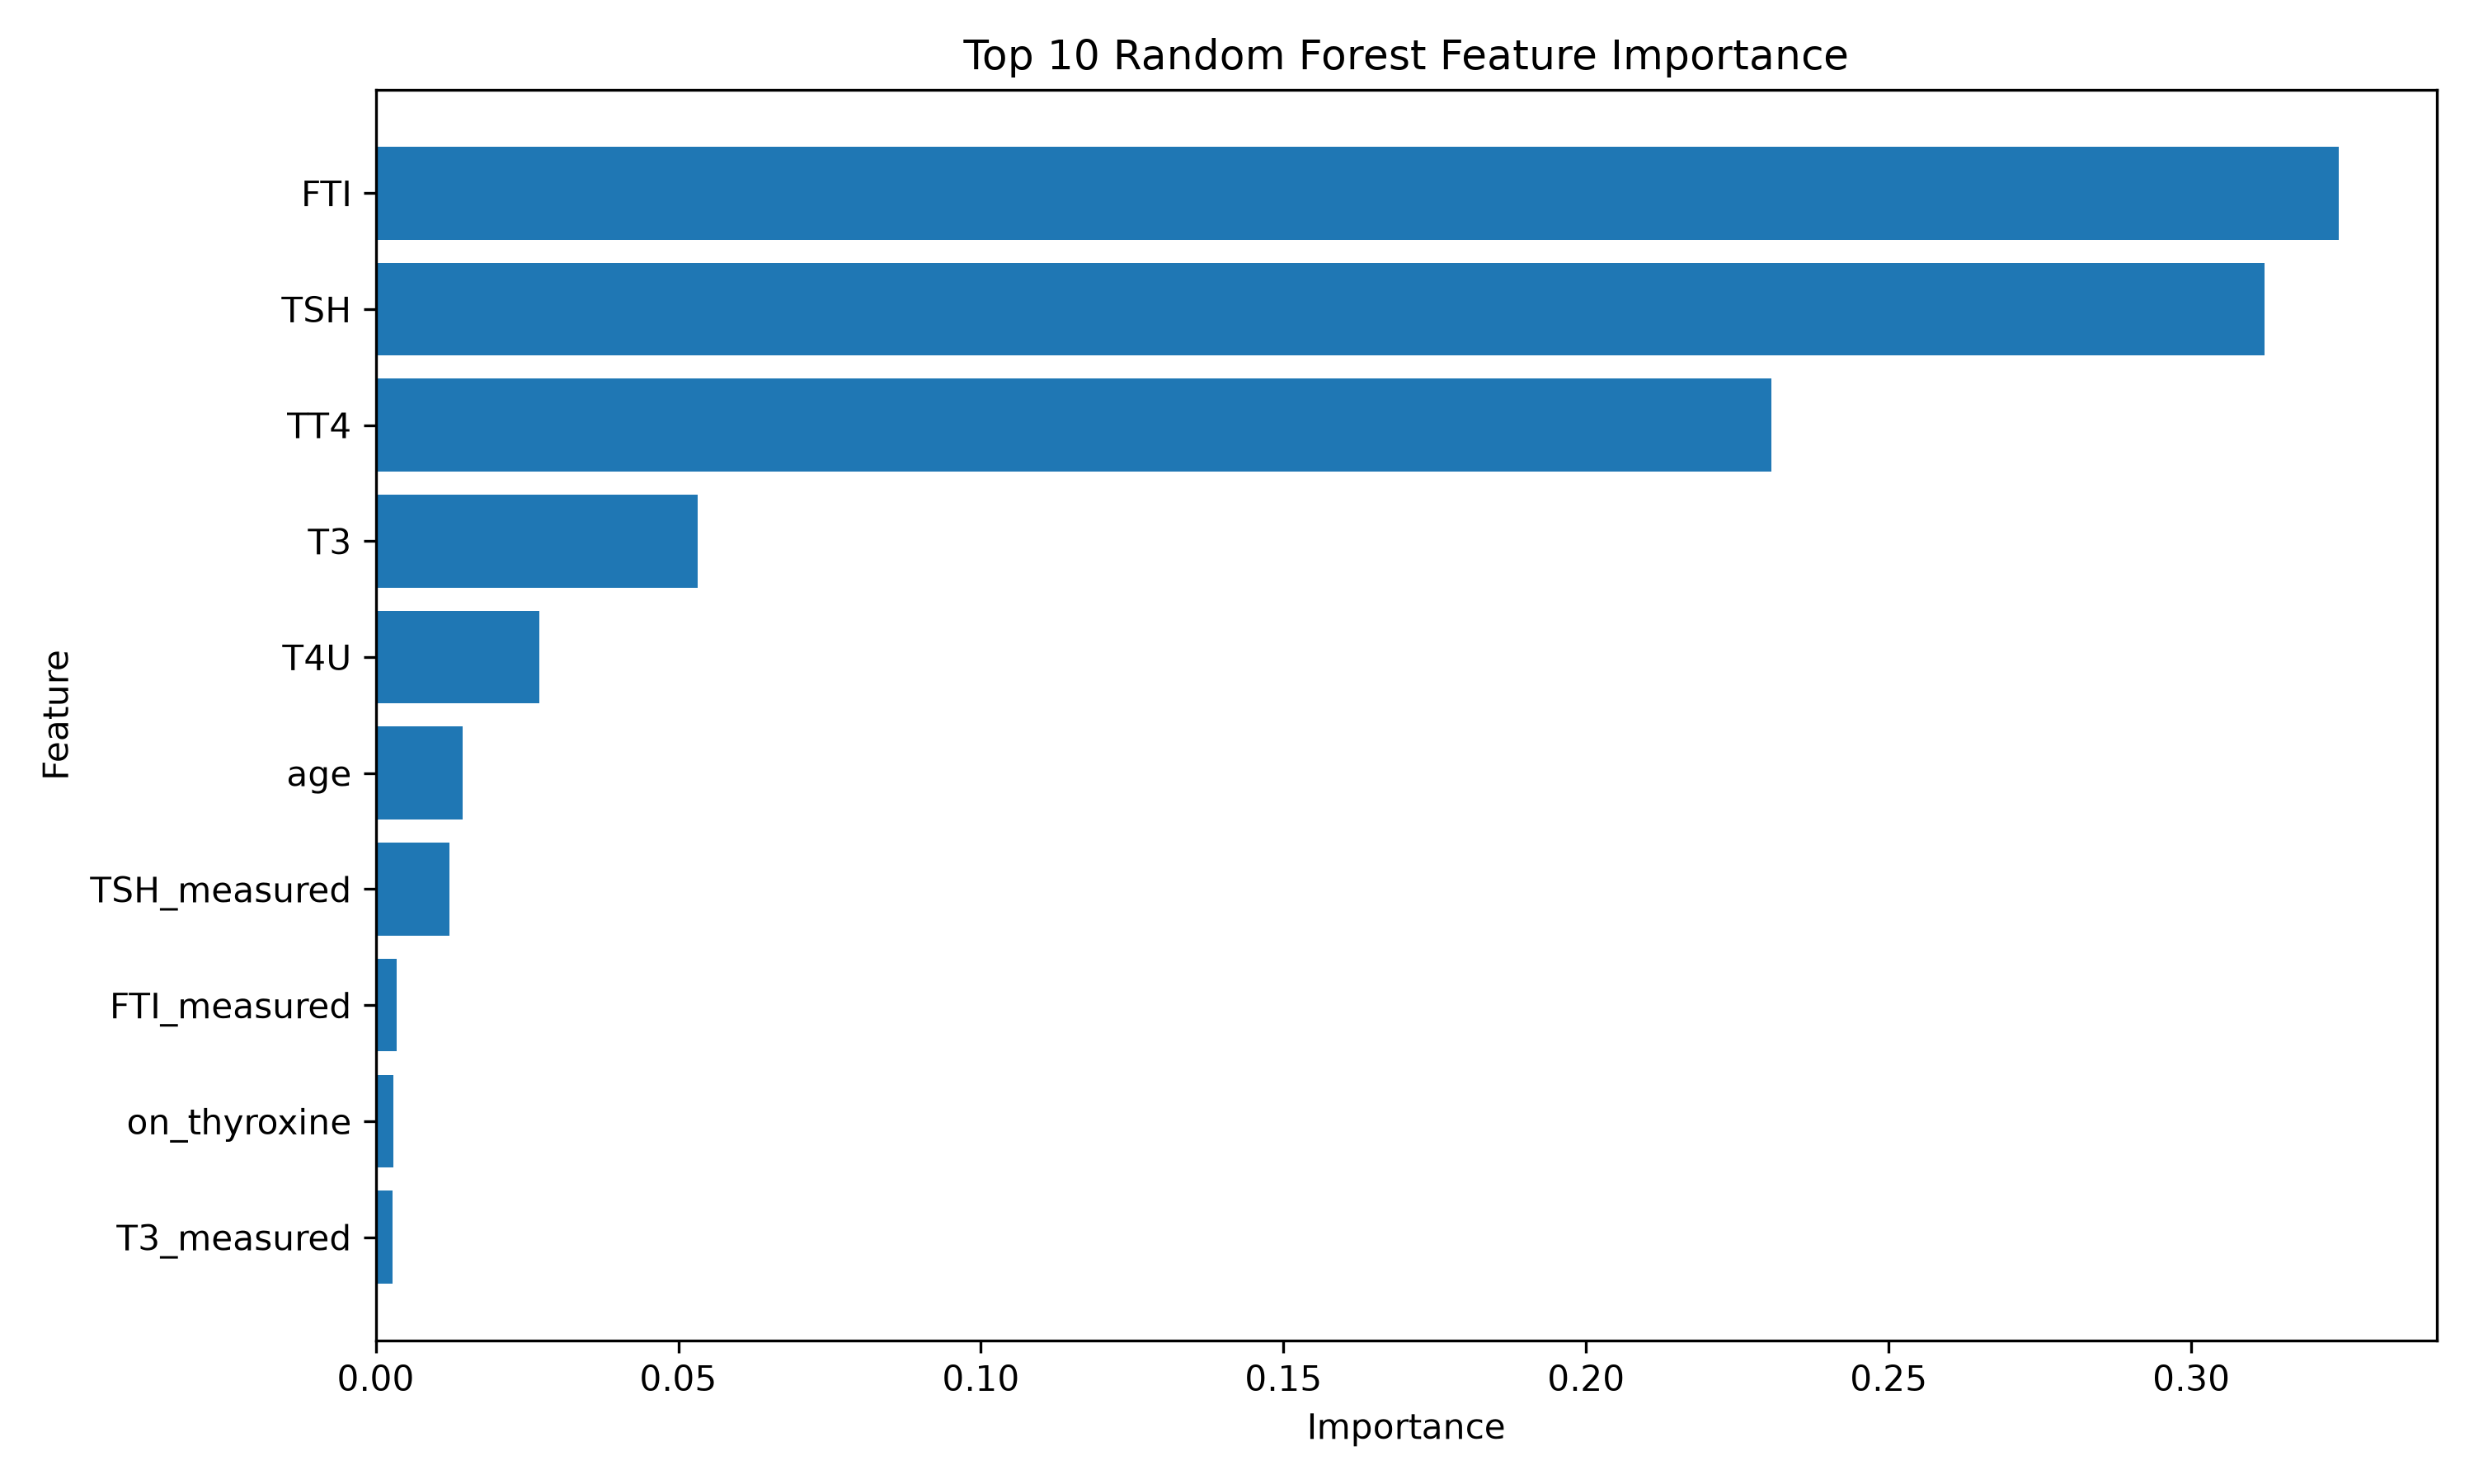 Top 10 Random Forest Feature Importance
Feature
FTI
TSH
TT4
T3
T4U
age
TSH_measured
FTI_measured
on_thyroxine
T3_measured
0.00 0.05 0.10 0.15 0.20 0.25 0.30
Importance